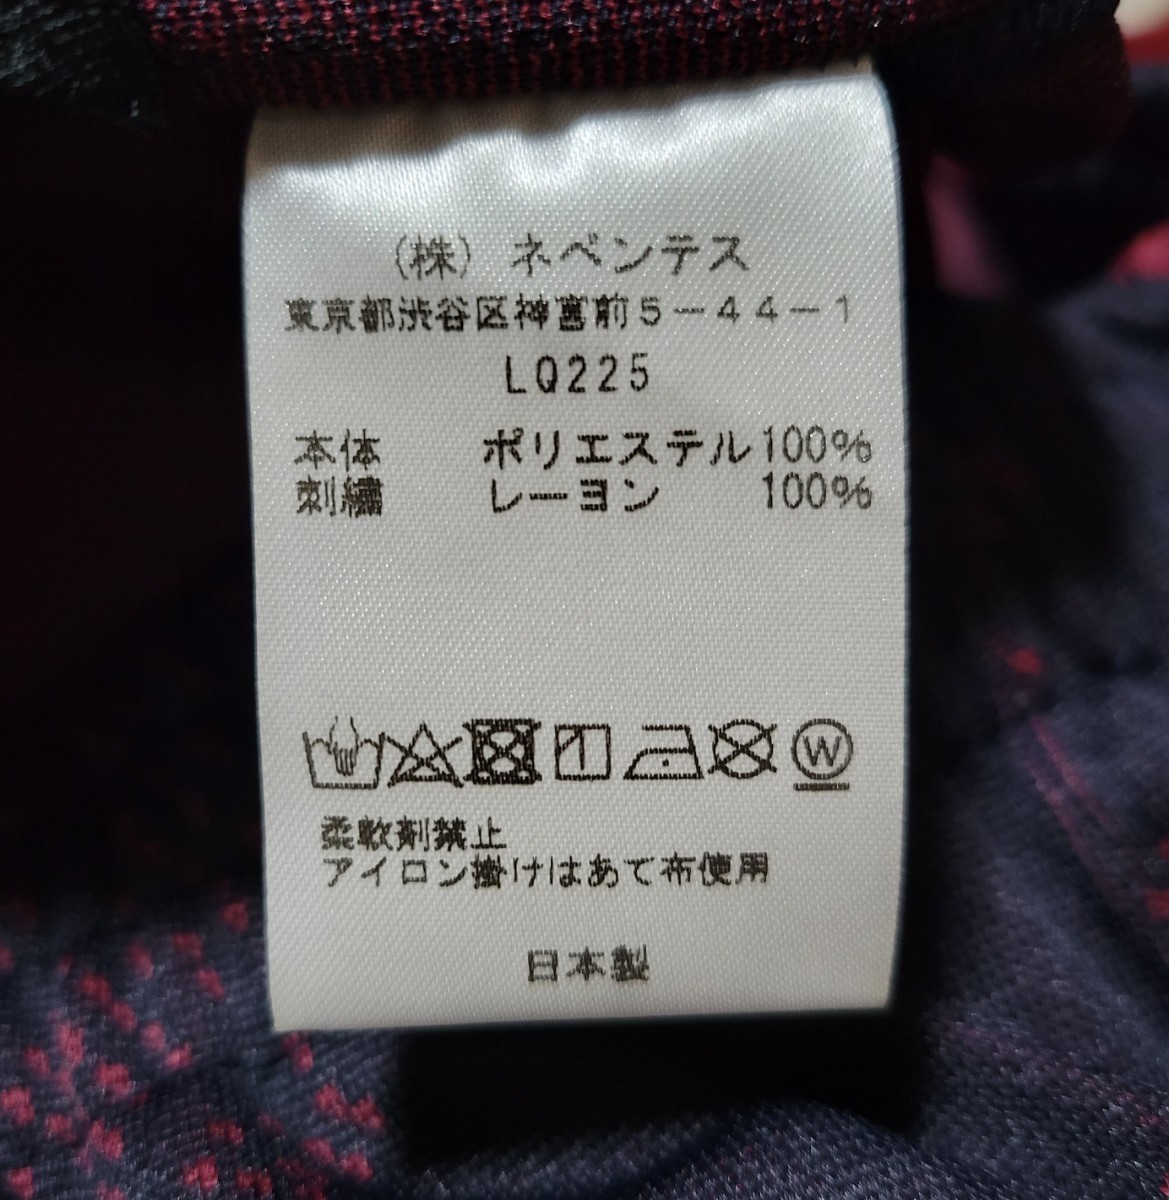 (株) ネペンテス
東京都渋谷区神宮前5-44-1
LQ225
本体 ポリエステル100%
刺繍 レーヨン 100%
W
柔軟剤禁止
アイロン掛けはあて布使用
日本製